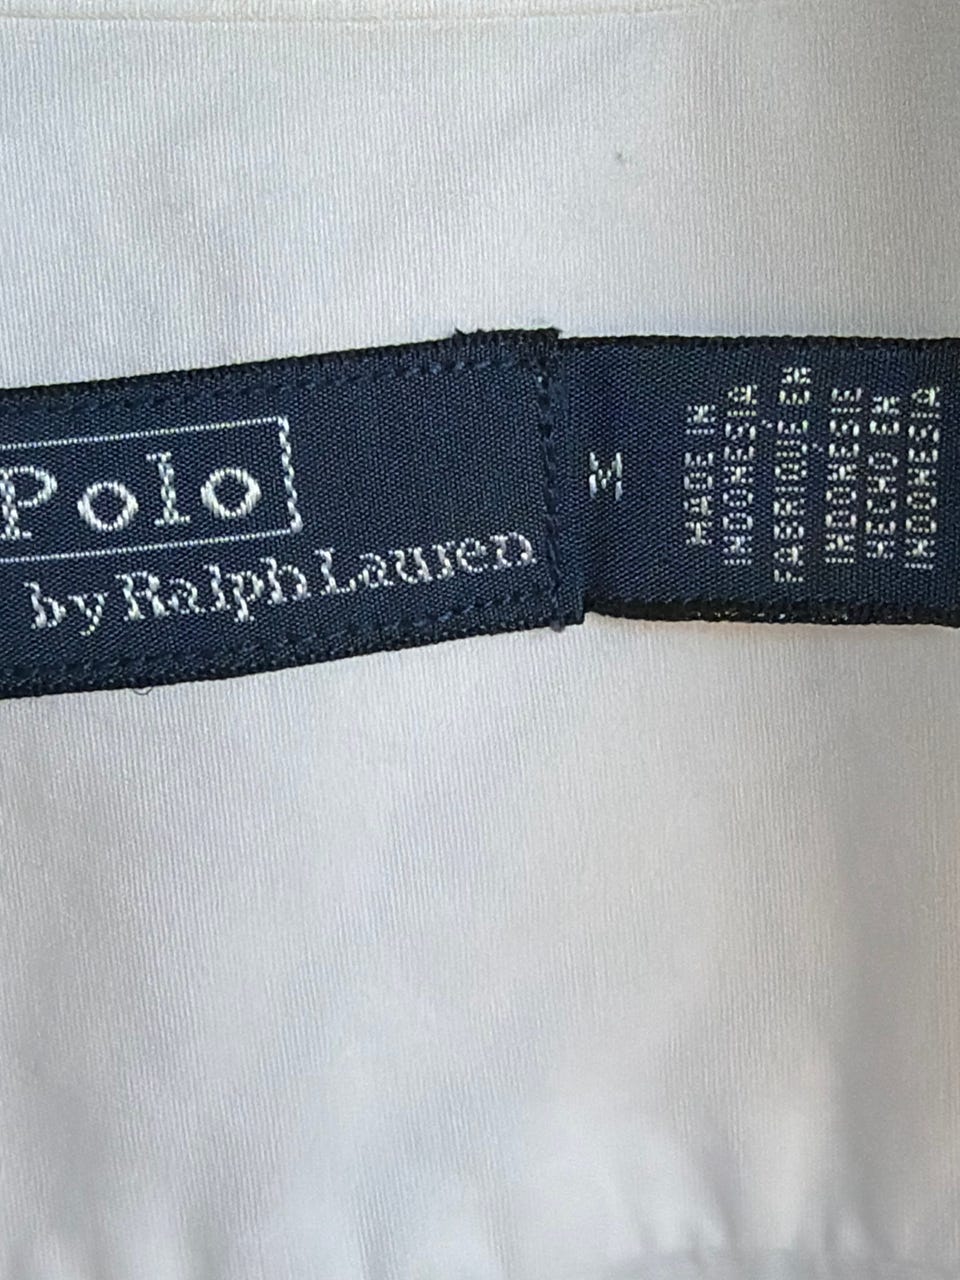 Polo
by Ralph Lauren
M
MADE IN
INDONESIA
FABRIQUE EN
INDONESIE
HECHO EN
INDONESIA